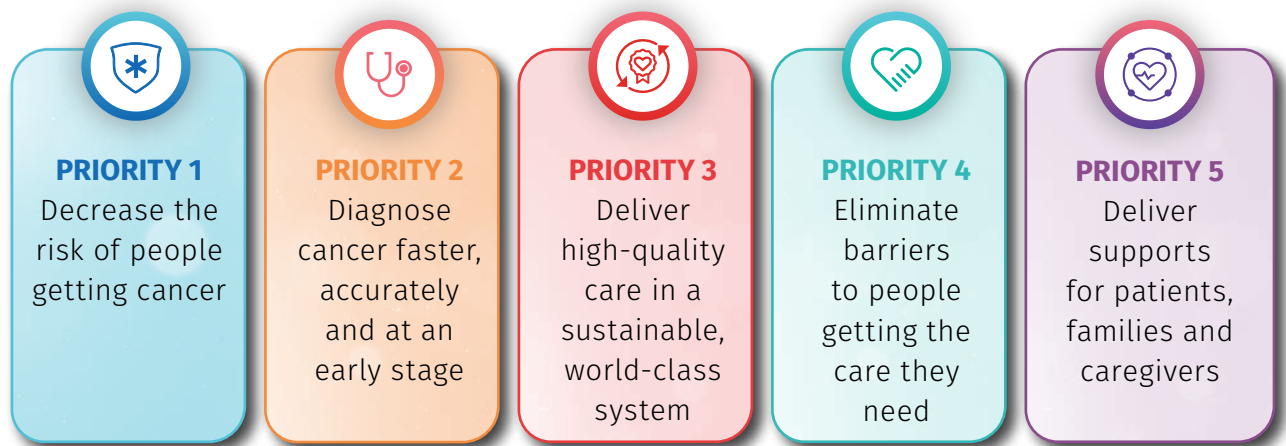 PRIORITY 1
Decrease the
risk of people
getting cancer
PRIORITY 2
Diagnose
cancer faster,
accurately
and at an
early stage
PRIORITY 3
Deliver
high-quality
care in a
sustainable,
world-class
system
PRIORITY 4
Eliminate
barriers
to people
getting the
care they
need
PRIORITY 5
Deliver
supports
for patients,
families and
caregivers